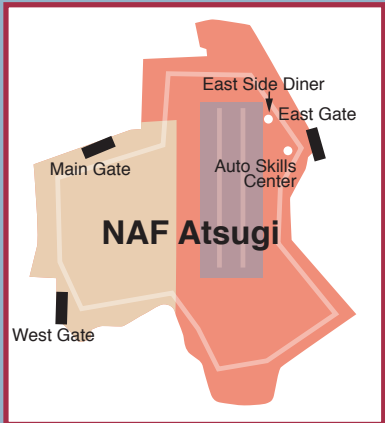 East Side Diner
East Gate
Main Gate
Auto Skills
Center
NAF Atsugi
West Gate